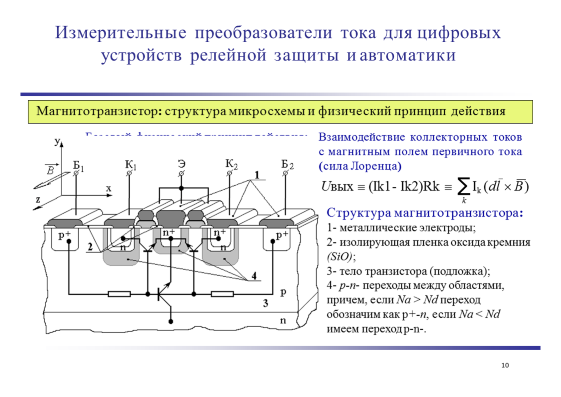 Измерительные преобразователи тока для цифровых
устройств релейной защиты и автоматики
Магнитотранзистор: структура микросхемы и физический принцип действия
Взаимодействие коллекторных токов
с магнитным полем первичного тока
(сила Лоренца)
Uвых ≡ (Ik1- Ik2)Rk ≡ ∑k Ik (dl × B)
Структура магнитотранзистора:
1- металлические электроды;
2- изолирующая пленка оксида кремния
(SiO);
3- тело транзистора (подложка);
4- p-n- переходы между областями,
причем, если Na > Nd переход
обозначим как p+-n, если Na < Nd
имеем переход p-n-.
y B Б1 К1 Э К2 Б2
1
x
z
p+ n+ n+ n+ p+
2
4
p
3
n
10